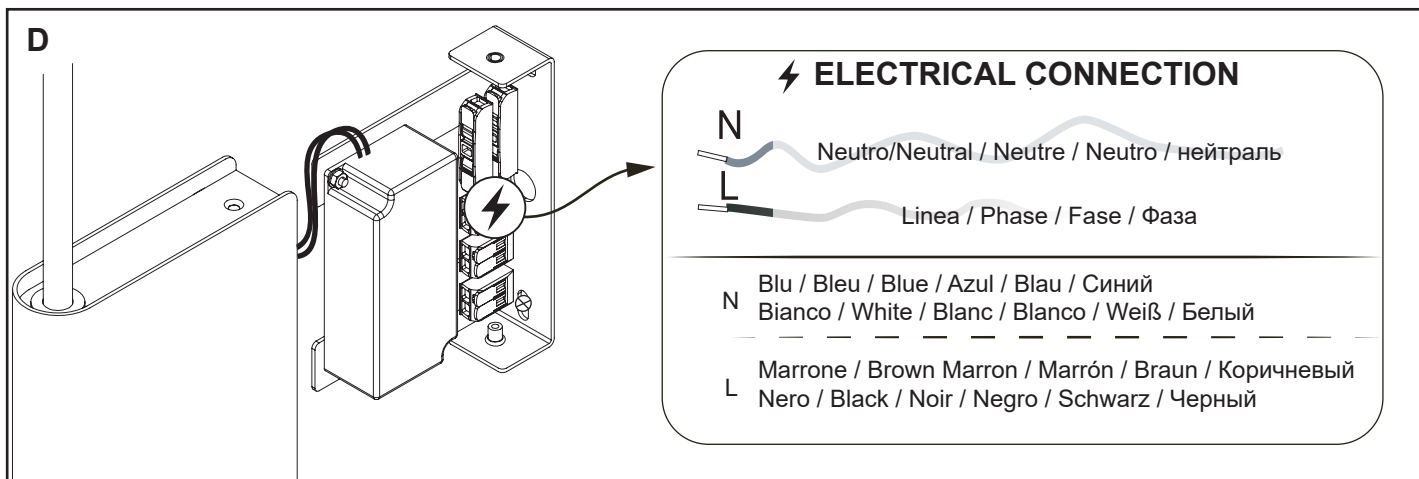 D
ELECTRICAL CONNECTION
N
Neutro/Neutral / Neutre / Neutro / нейтраль
L
Linea / Phase / Fase / Фаза
N
Blu / Bleu / Blue / Azul / Blau / Синий
Bianco / White / Blanc / Blanco / Weiß / Белый
L
Marrone / Brown Marron / Marrón / Braun / Коричневый
Nero / Black / Noir / Negro / Schwarz / Черный